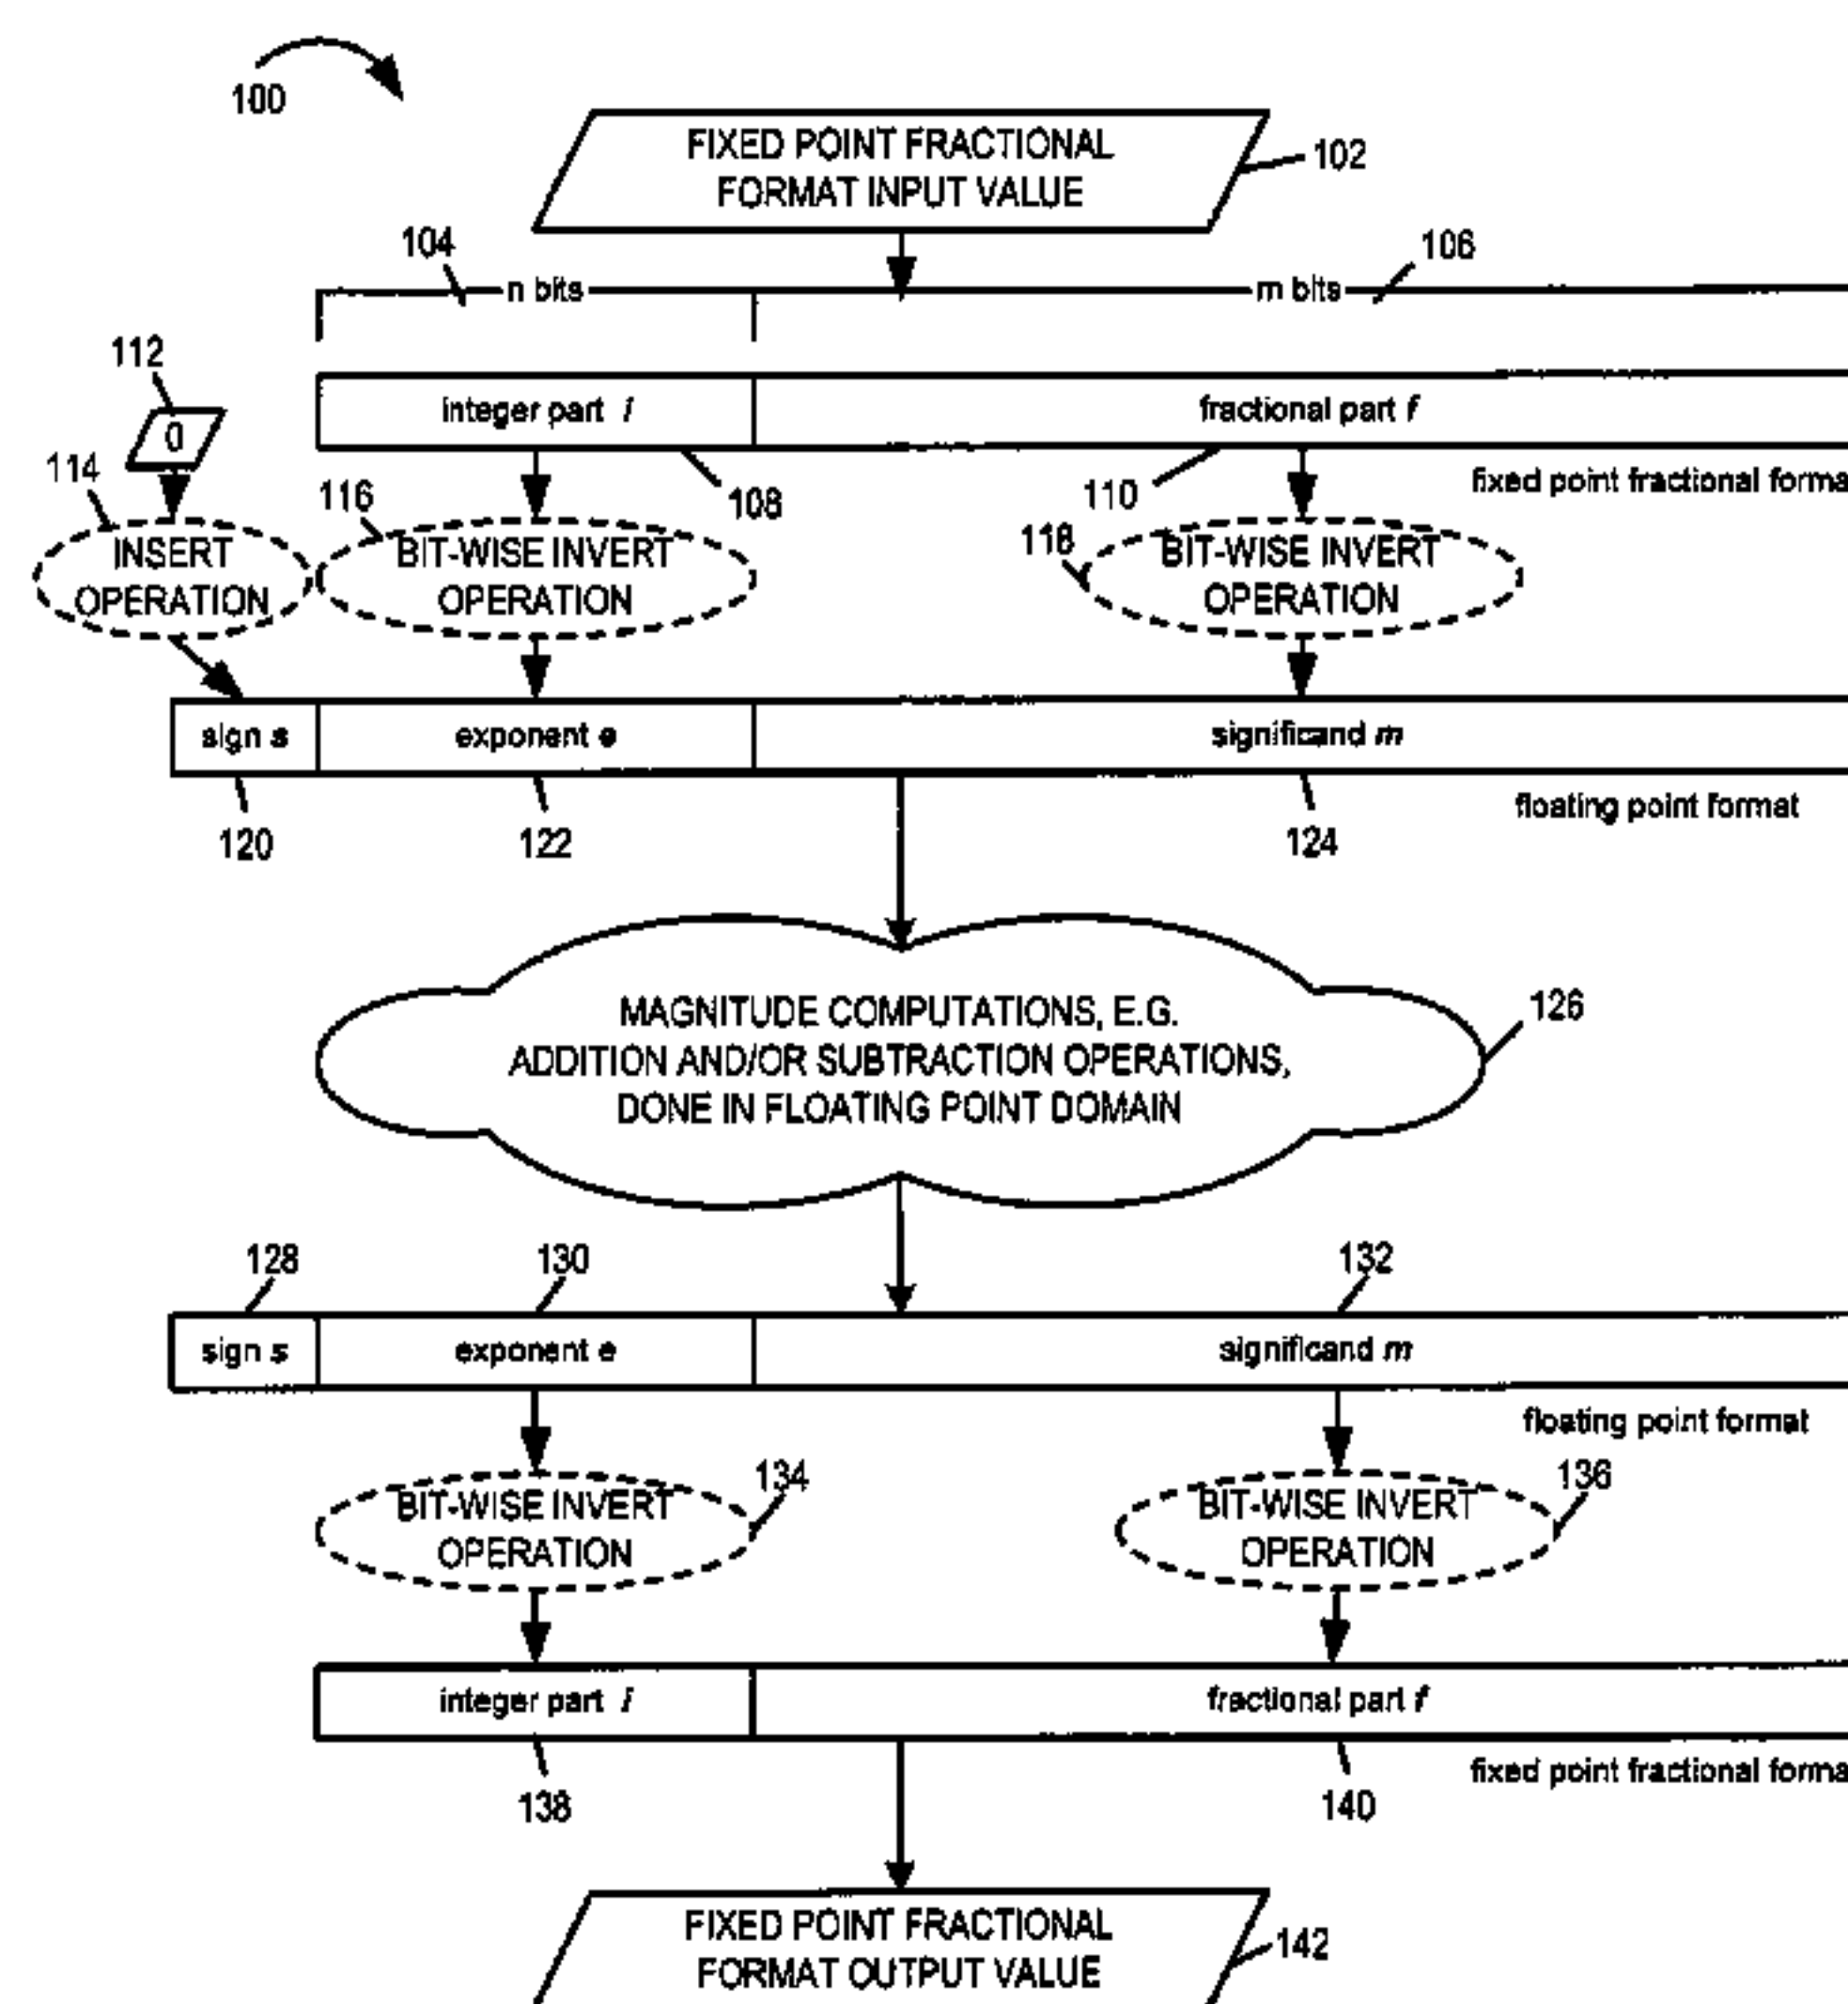 100
FIXED POINT FRACTIONAL
FORMAT INPUT VALUE
102
104
106
n bits
m bits
112
0
integer part i
fractional part f
114
116
108
110
fixed point fractional forma
118
INSERT
OPERATION
BIT-WISE INVERT
OPERATION
BIT-WISE INVERT
OPERATION
sign s
exponent e
significand m
floating point format
120
122
124
MAGNITUDE COMPUTATIONS, E.G.
ADDITION AND/OR SUBTRACTION OPERATIONS,
DONE IN FLOATING POINT DOMAIN
126
128
130
132
sign s
exponent e
significand m
floating point format
134
136
BIT-WISE INVERT
OPERATION
BIT-WISE INVERT
OPERATION
integer part i
fractional part f
fixed point fractional forma
138
140
FIXED POINT FRACTIONAL
FORMAT OUTPUT VALUE
142